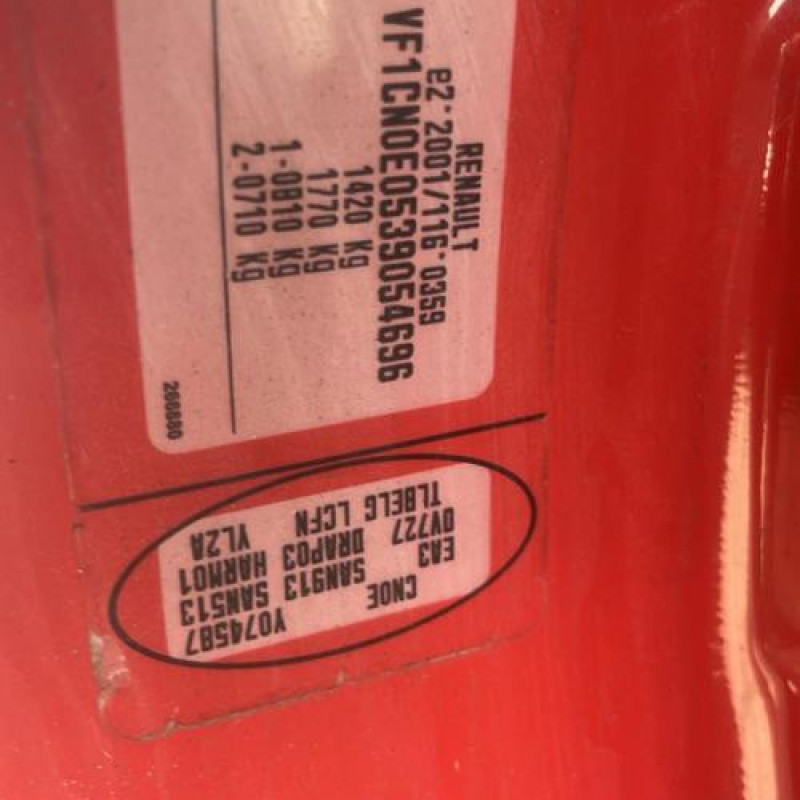 RENAULT
e2*2001/116*0359
VF1CN0E0539054696
1420 Kg
1770 Kg
1-0810 Kg
2-0710 Kg
266680
CN0E
EA3 0V727
TLBELG LCFN
SAN913 DRAP03
SAN513 HARM01
YL2A
Y074587